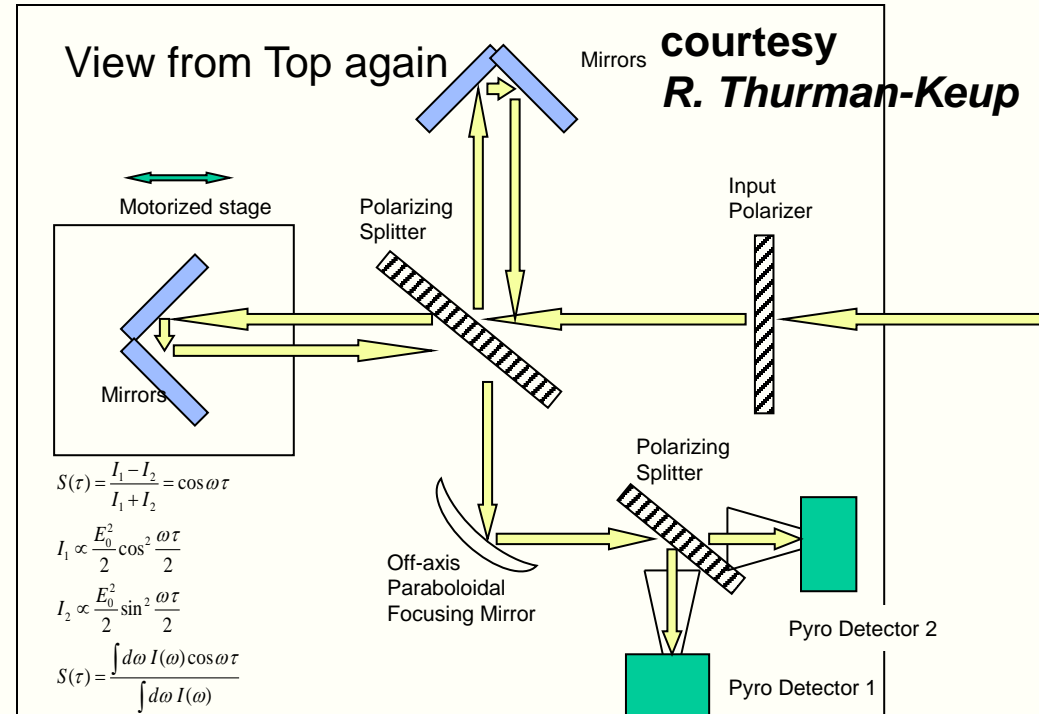 View from Top again
courtesy
R. Thurman-Keup
Mirrors
Motorized stage
Polarizing
Splitter
Input
Polarizer
Mirrors
S(τ) = (I₁ − I₂) / (I₁ + I₂) = cos ωτ
I₁ ∝ E₀²/2 cos² ωτ/2
I₂ ∝ E₀²/2 sin² ωτ/2
S(τ) = ∫dω I(ω) cos ωτ / ∫dω I(ω)
Off-axis
Paraboloidal
Focusing Mirror
Polarizing
Splitter
Pyro Detector 2
Pyro Detector 1